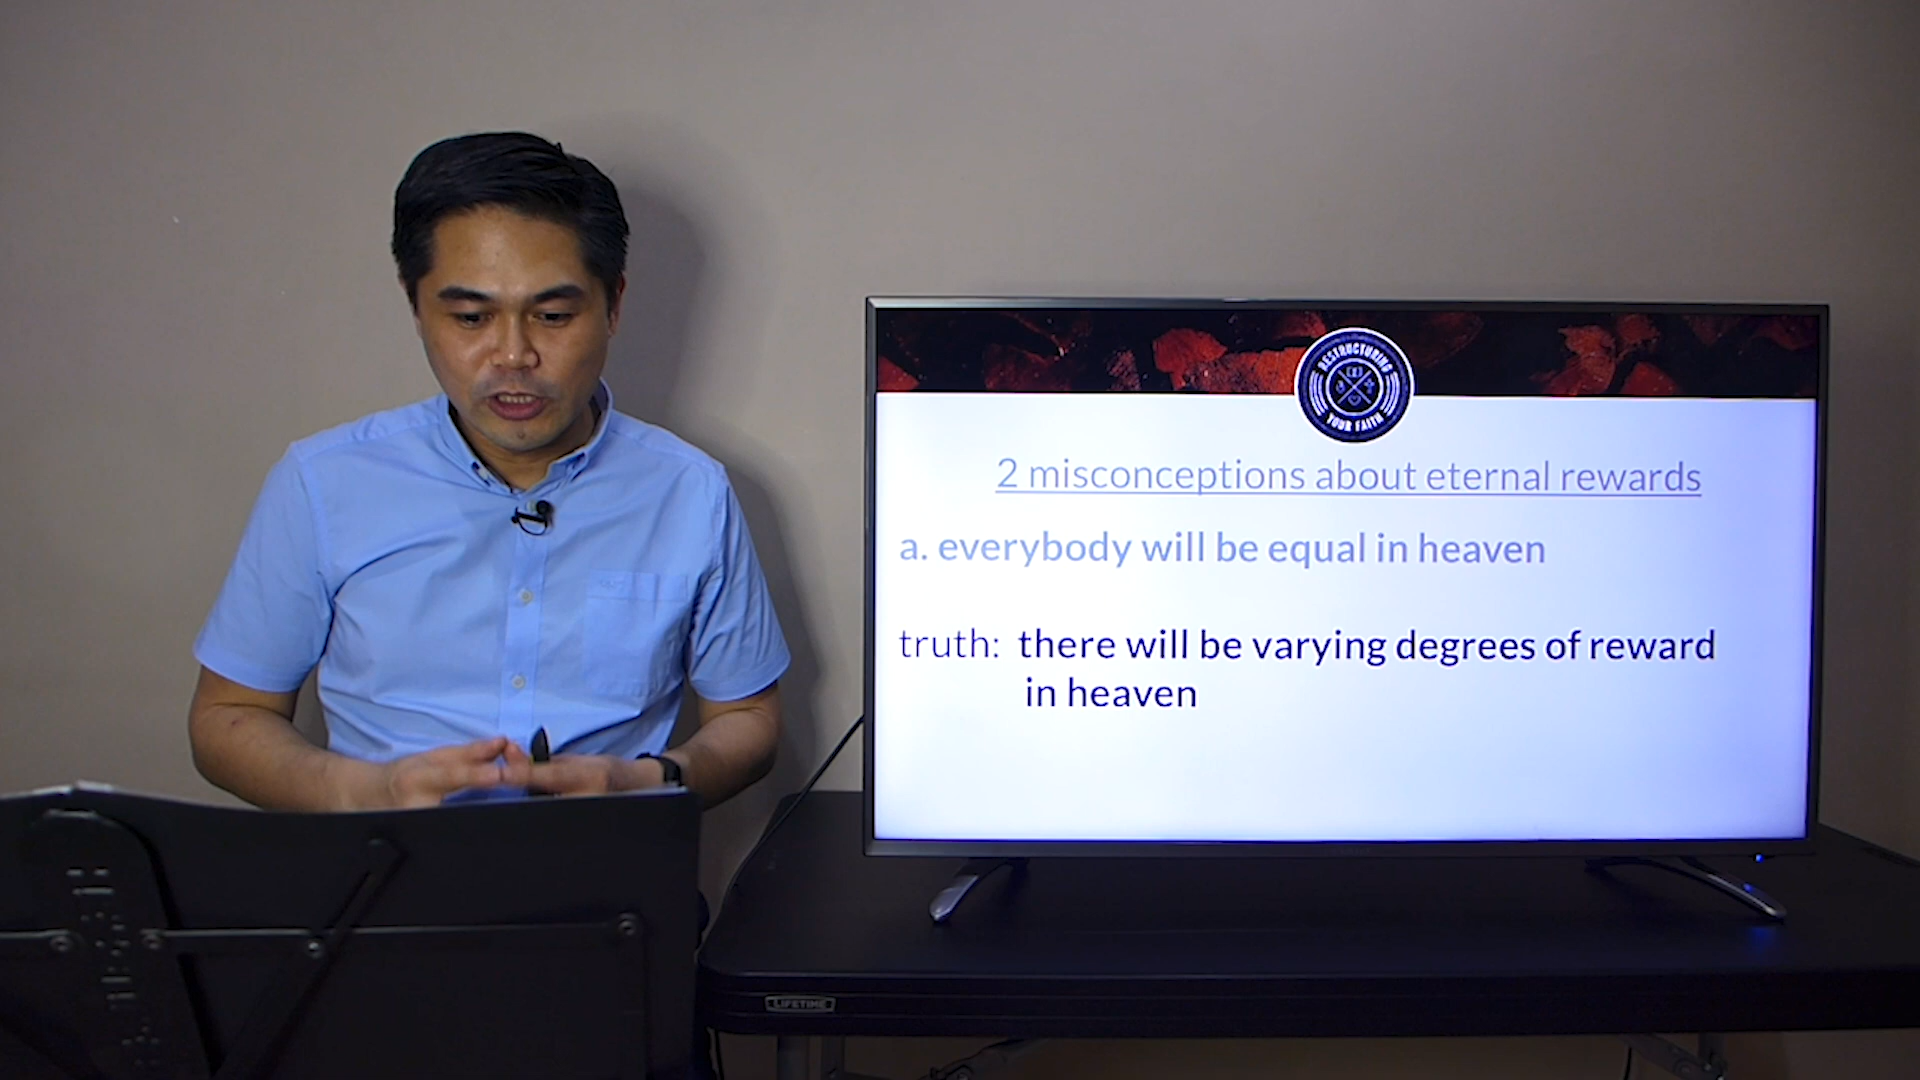 RESTRUCTURING
YOUR FAITH
2 misconceptions about eternal rewards
a. everybody will be equal in heaven
truth: there will be varying degrees of reward
in heaven
LIFETIME